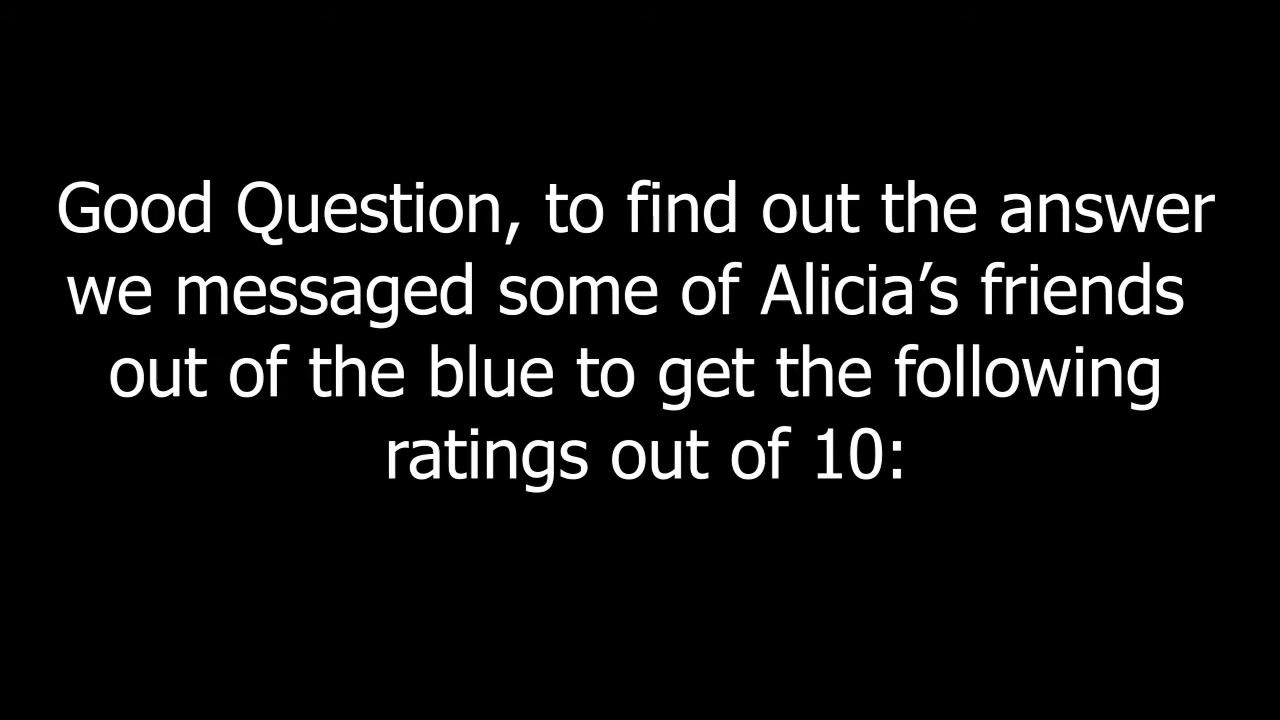 Good Question, to find out the answer
we messaged some of Alicia’s friends
out of the blue to get the following
ratings out of 10: